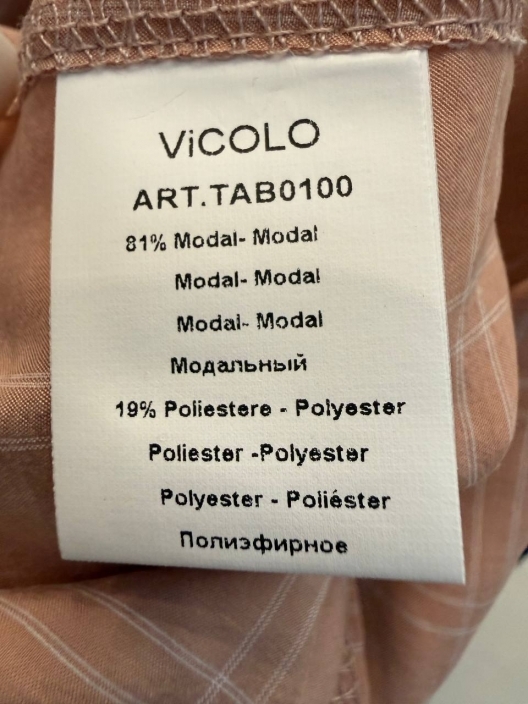 ViCOLO
ART.TAB0100
81% Modal- Modal
Modal- Modal
Modal- Modal
Модальный
19% Poliestere - Polyester
Poliester -Polyester
Polyester - Poliéster
Полиэфирное